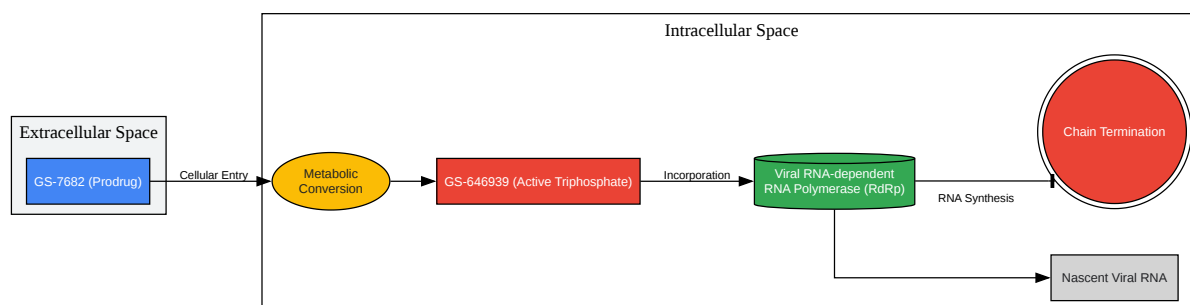 Intracellular Space
Extracellular Space
GS-7682 (Prodrug)
Cellular Entry
Metabolic
Conversion
GS-646939 (Active Triphosphate)
Incorporation
Viral RNA-dependent
RNA Polymerase (RdRp)
RNA Synthesis
Chain Termination
Nascent Viral RNA